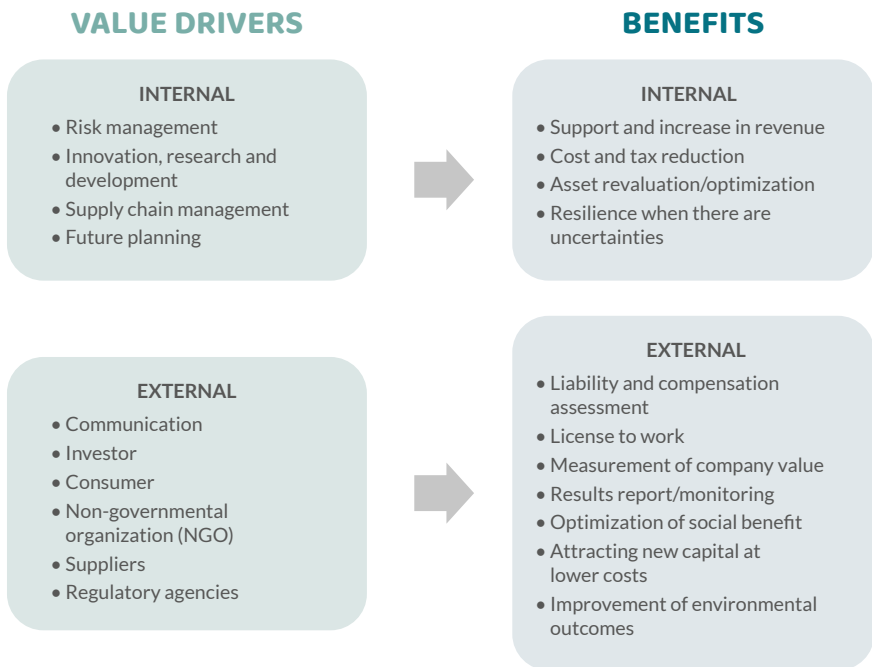 VALUE DRIVERS
BENEFITS
INTERNAL
• Risk management
• Innovation, research and
development
• Supply chain management
• Future planning
INTERNAL
• Support and increase in revenue
• Cost and tax reduction
• Asset revaluation/optimization
• Resilience when there are
uncertainties
EXTERNAL
• Communication
• Investor
• Consumer
• Non-governmental
organization (NGO)
• Suppliers
• Regulatory agencies
EXTERNAL
• Liability and compensation
assessment
• License to work
• Measurement of company value
• Results report/monitoring
• Optimization of social benefit
• Attracting new capital at
lower costs
• Improvement of environmental
outcomes